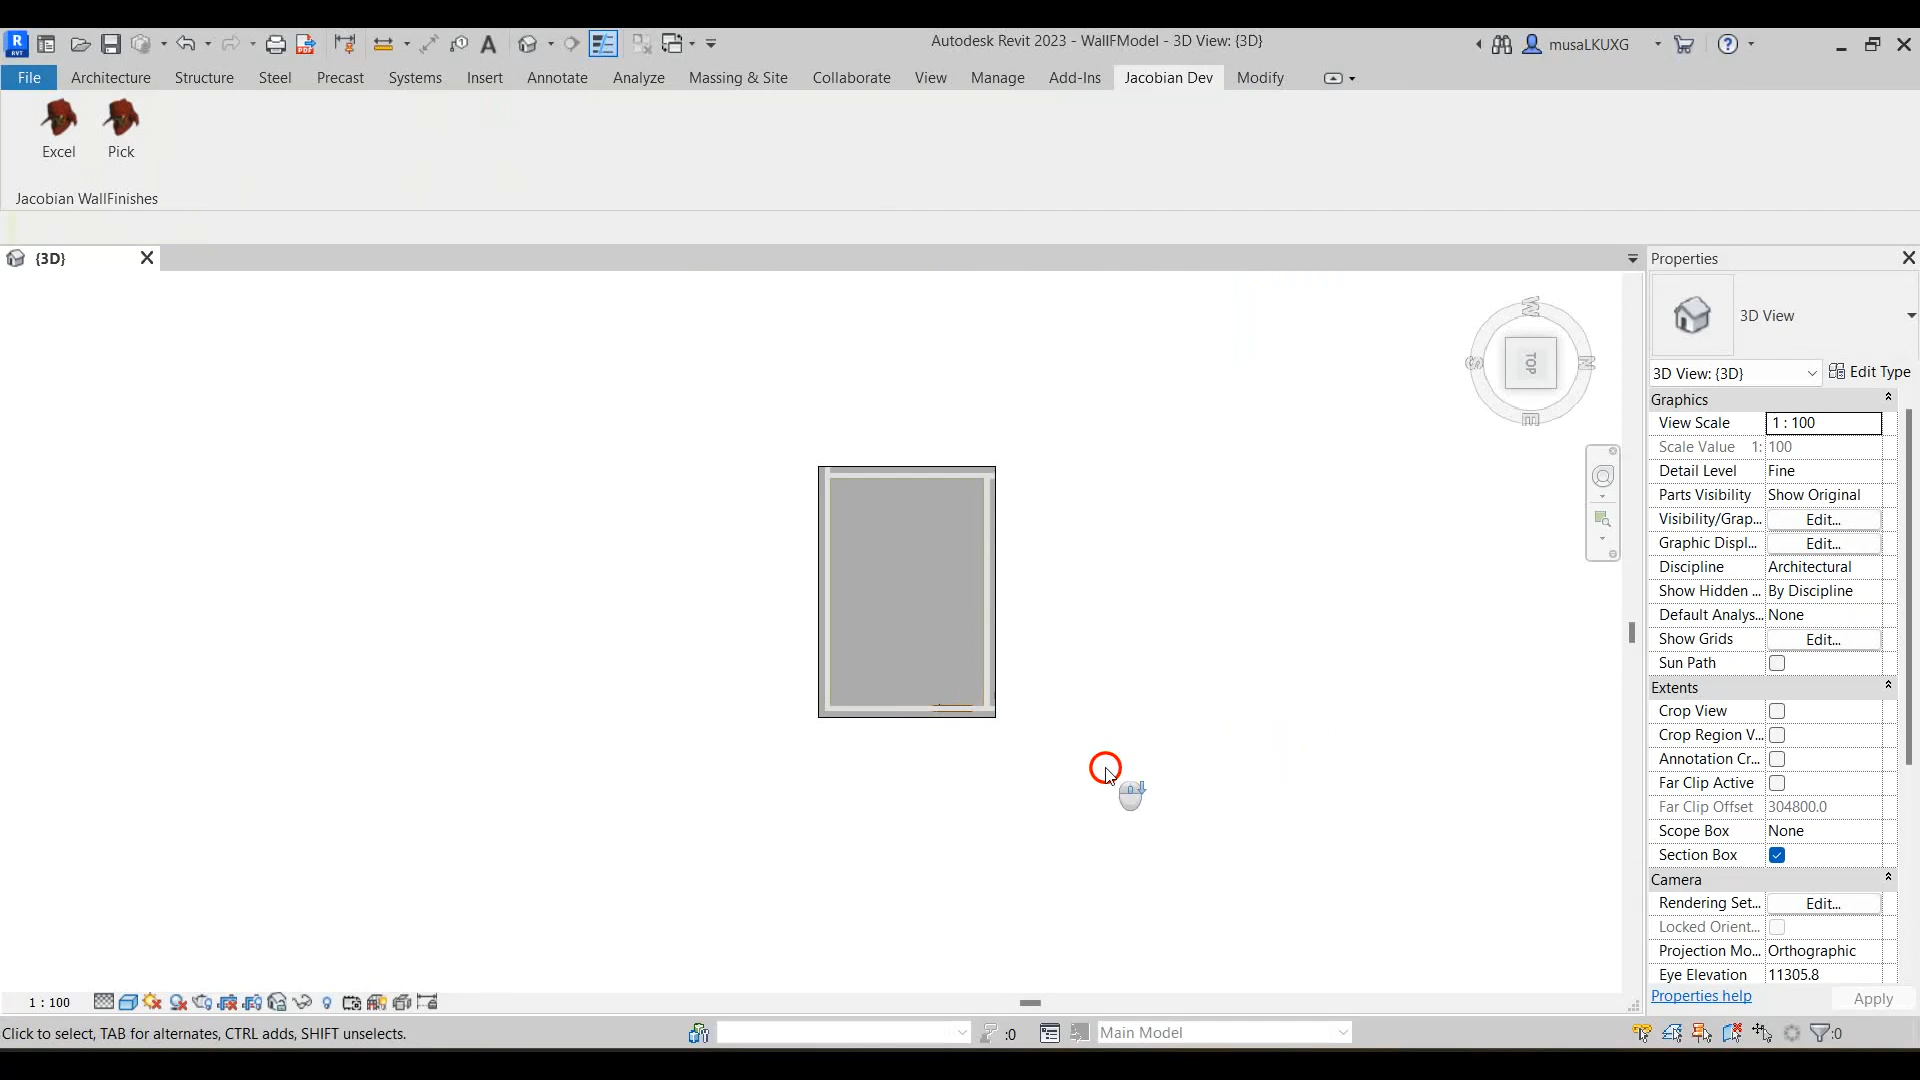 R
RVT
A
Autodesk Revit 2023 - WallFModel - 3D View: {3D}
musaLKUXG
?
File
Architecture
Structure
Steel
Precast
Systems
Insert
Annotate
Analyze
Massing & Site
Collaborate
View
Manage
Add-Ins
Jacobian Dev
Modify
Excel
Pick
Jacobian WallFinishes
{3D}
Properties
W
S
TOP
N
E
3D View
3D View: {3D}
Edit Type
Graphics
View Scale
1 : 100
Scale Value 1:
100
Detail Level
Fine
Parts Visibility
Show Original
Visibility/Grap...
Edit...
Graphic Displ...
Edit...
Discipline
Architectural
Show Hidden ...
By Discipline
Default Analys...
None
Show Grids
Edit...
Sun Path
Extents
Crop View
Crop Region V...
Annotation Cr...
Far Clip Active
Far Clip Offset
304800.0
Scope Box
None
Section Box
Camera
Rendering Set...
Edit...
Locked Orient...
Projection Mo...
Orthographic
Eye Elevation
11305.8
Properties help
Apply
1 : 100
Click to select, TAB for alternates, CTRL adds, SHIFT unselects.
:0
Main Model
:0